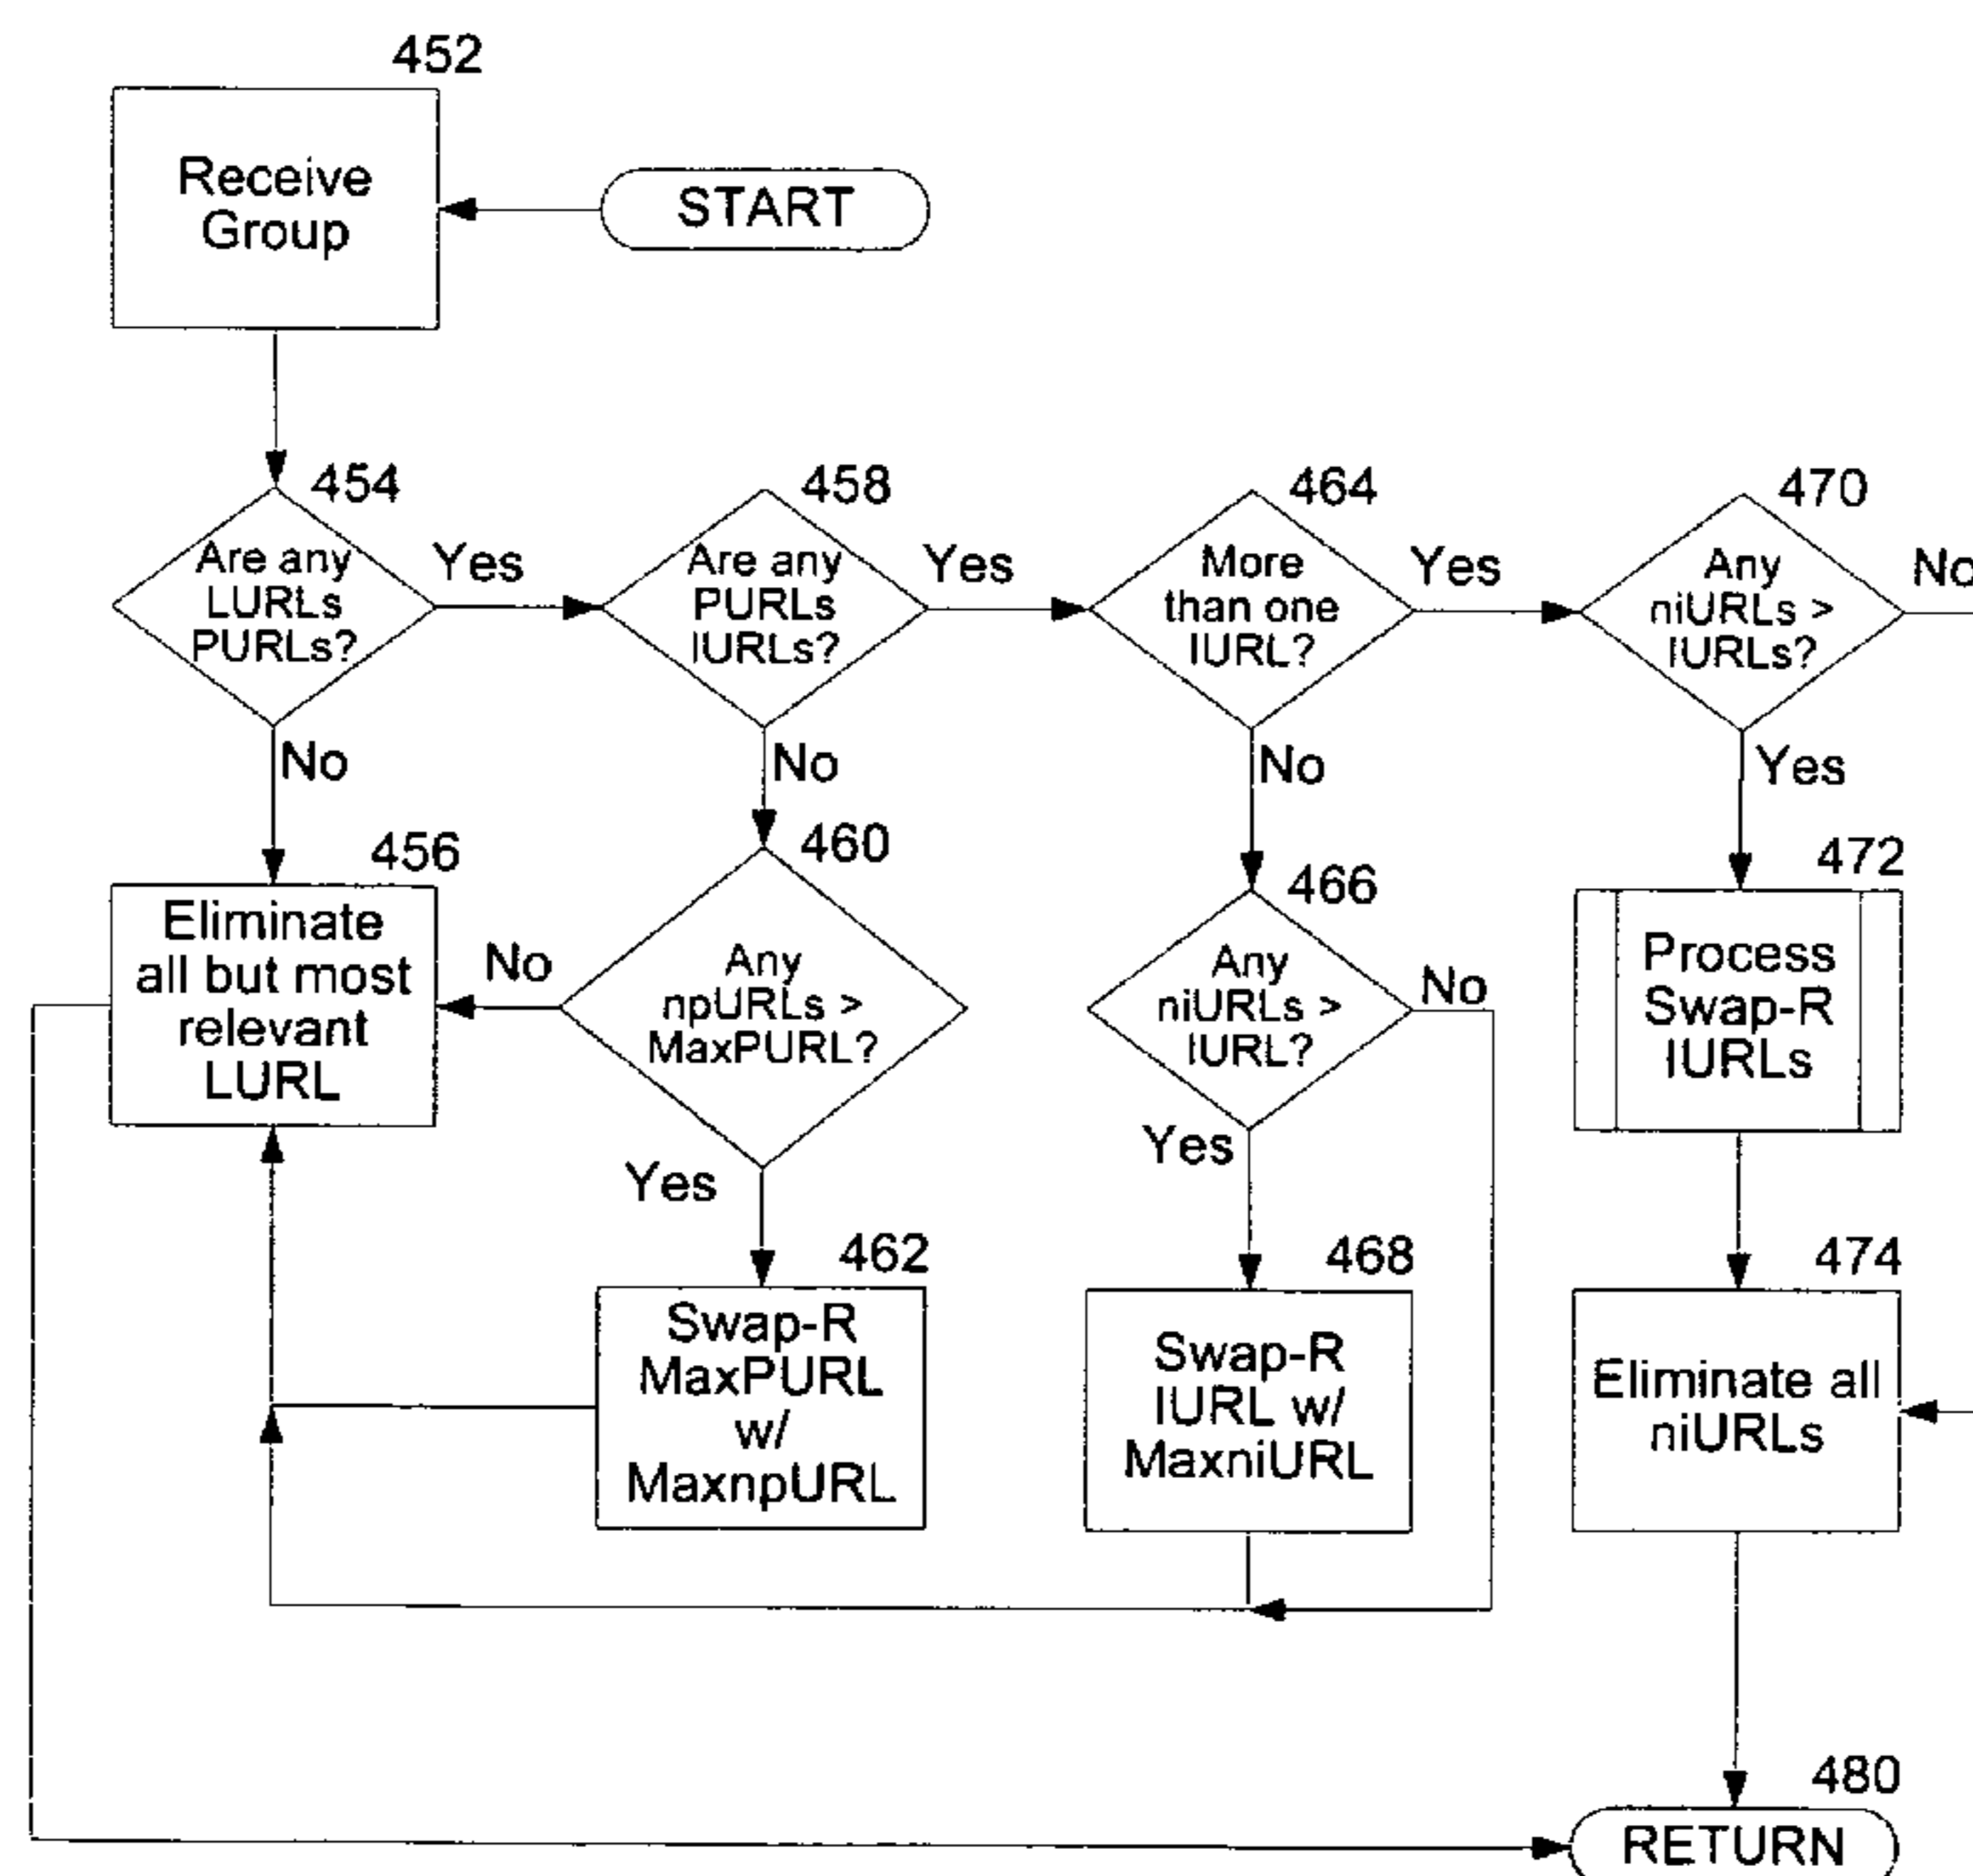 452
Receive
Group
START
454
Are any
LURLs
PURLs?
Yes
No
458
Are any
PURLs
IURLs?
Yes
No
464
More
than one
IURL?
Yes
No
470
Any
niURLs >
IURLs?
No
Yes
456
Eliminate
all but most
relevant
LURL
460
Any
npURLs >
MaxPURL?
No
Yes
466
Any
niURLs >
IURL?
No
Yes
472
Process
Swap-R
IURLs
462
Swap-R
MaxPURL
w/
MaxnpURL
468
Swap-R
IURL w/
MaxniURL
474
Eliminate all
niURLs
480
RETURN